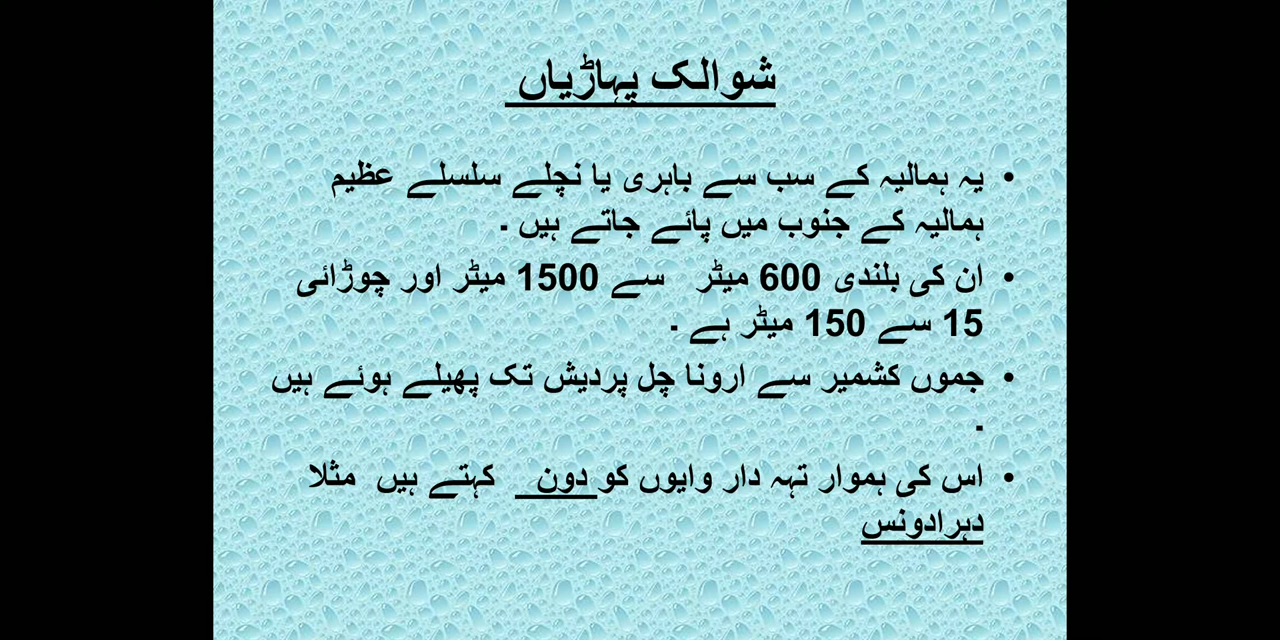 شوالک پہاڑیاں
• یہ ہمالیہ کے سب سے باہری یا نچلے سلسلے عظیم
ہمالیہ کے جنوب میں پائے جاتے ہیں ۔
• ان کی بلندی 600 میٹر سے 1500 میٹر اور چوڑائی
15 سے 150 میٹر ہے ۔
• جموں کشمیر سے ارونا چل پردیش تک پھیلے ہوئے ہیں
۔
• اس کی ہموار تہہ دار وایوں کو دون کہتے ہیں مثلا
دہرادونس